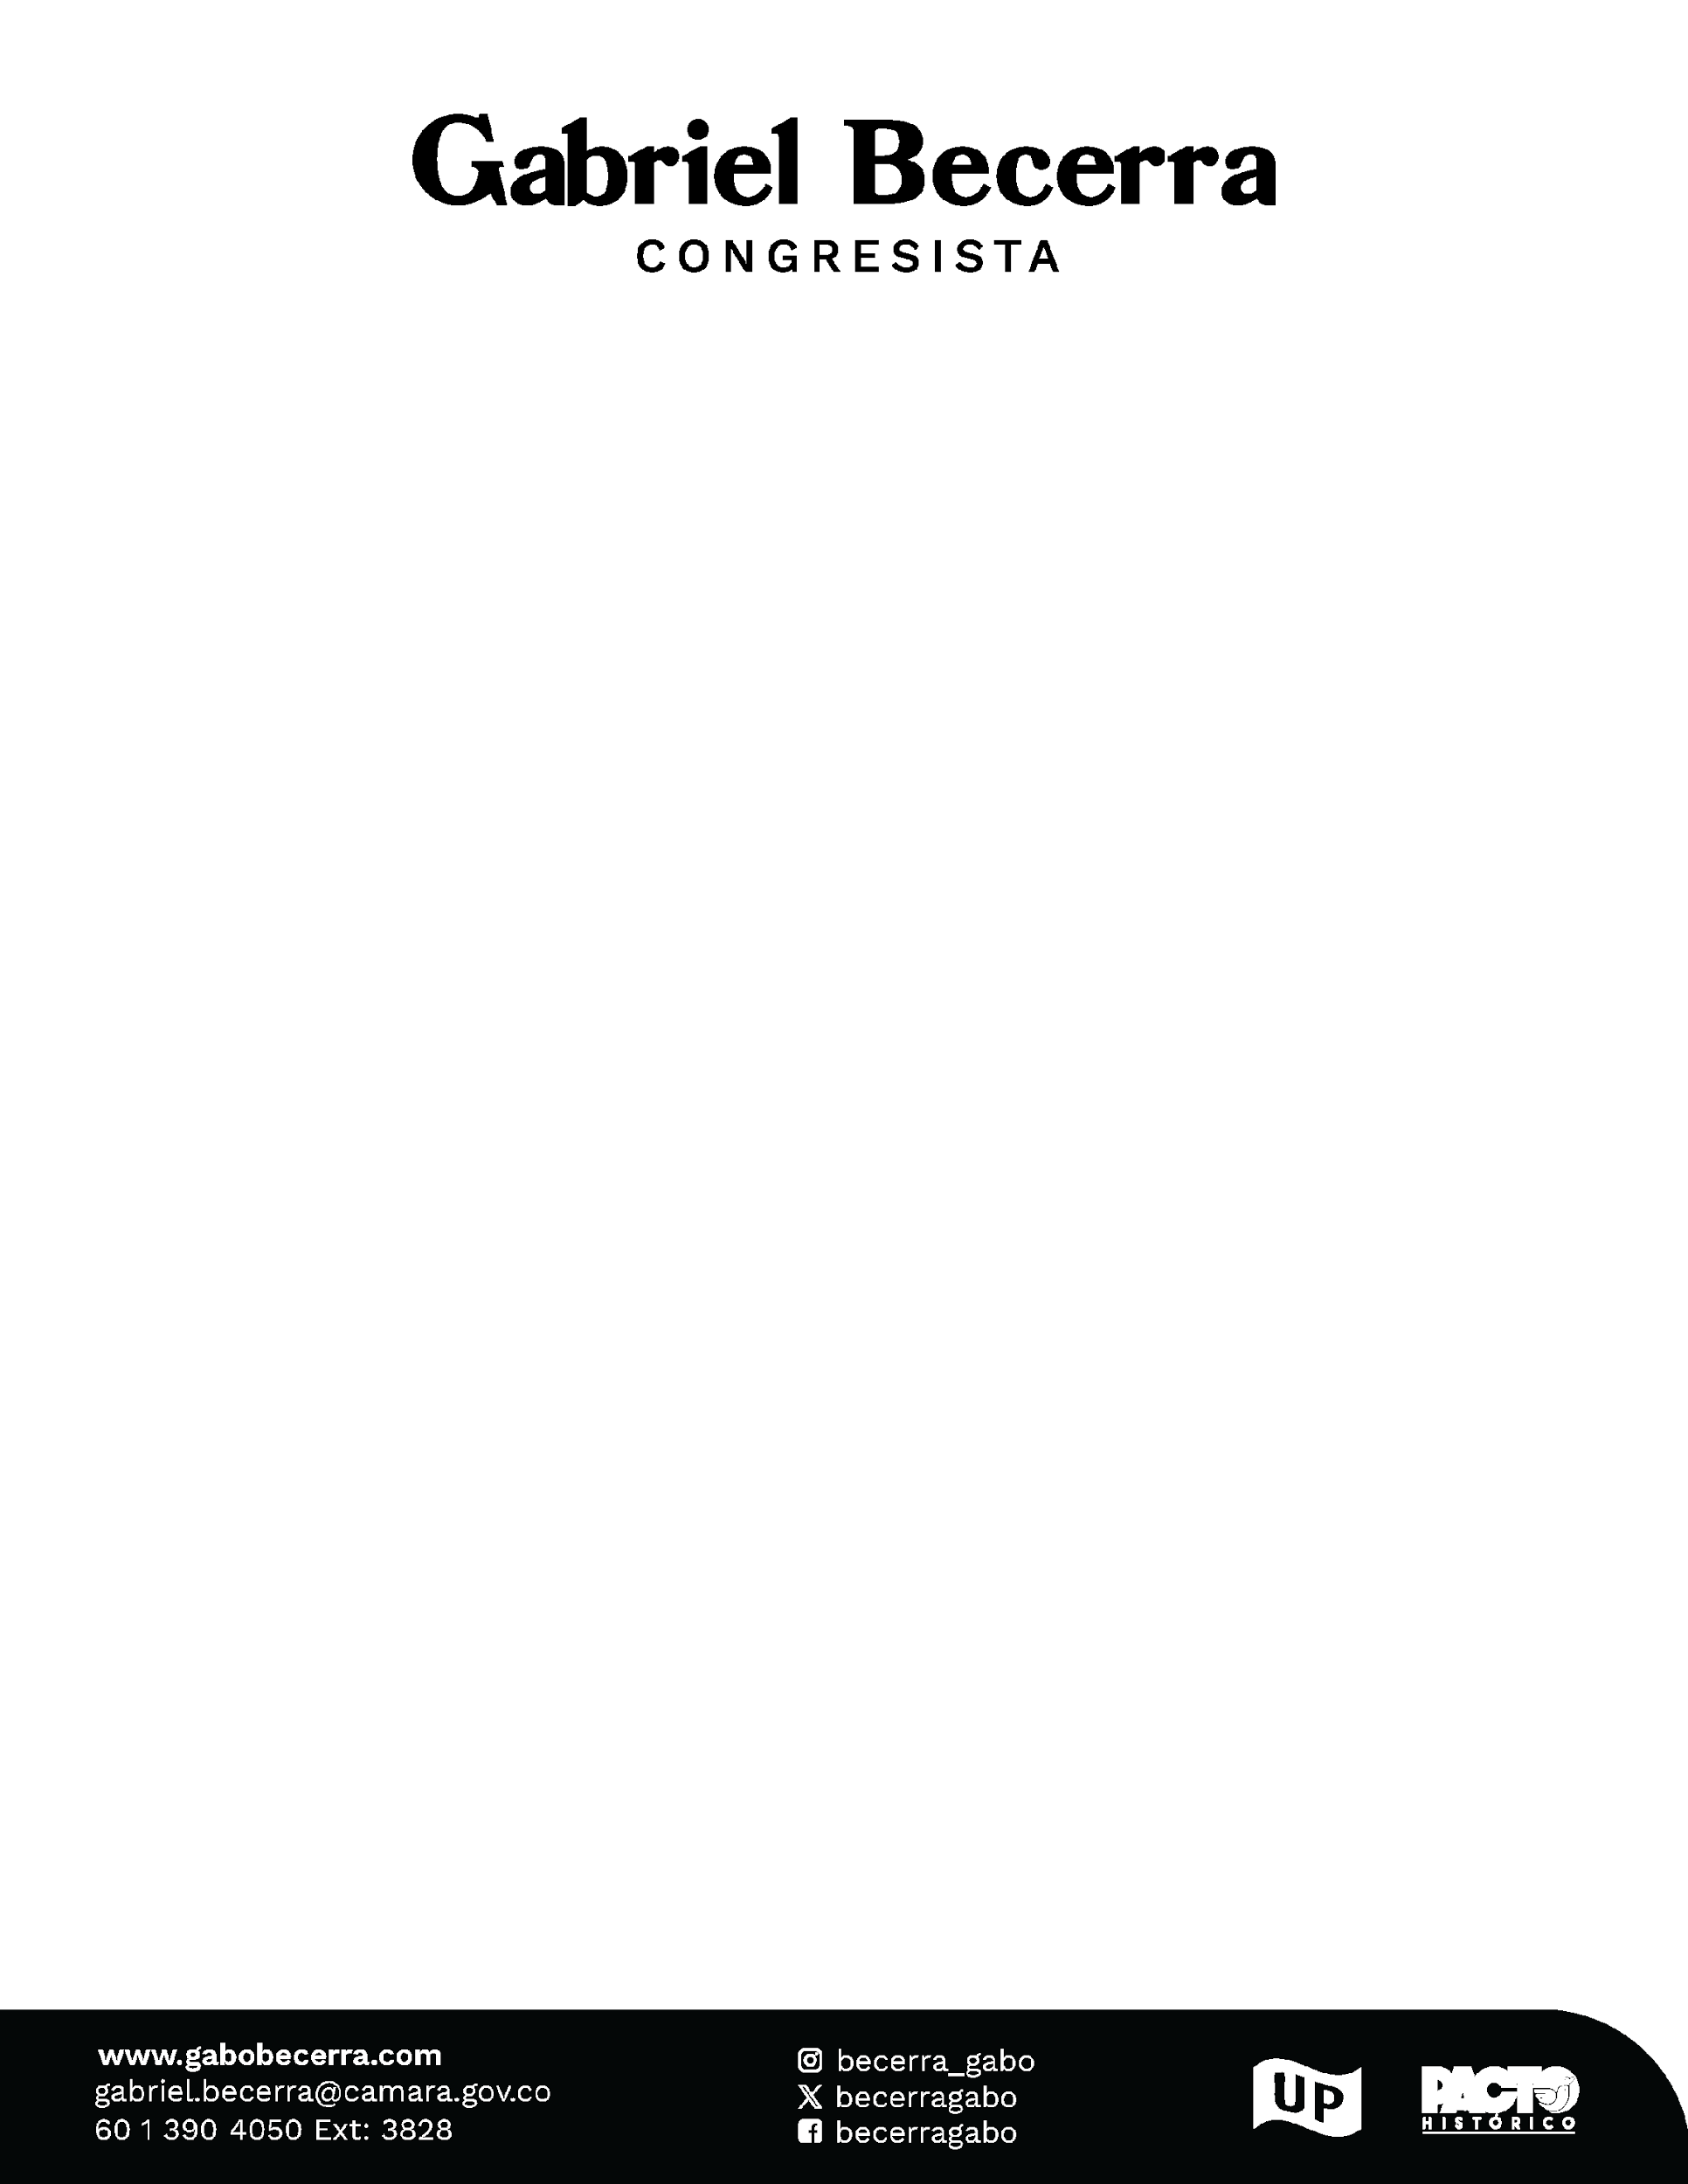 Gabriel Becerra
CONGRESISTA
www.gabobecerra.com
gabriel.becerra@camara.gov.co
60 1 390 4050 Ext: 3828
becerra_gabo
becerragabo
becerragabo
UP
PACTO
HISTÓRICO